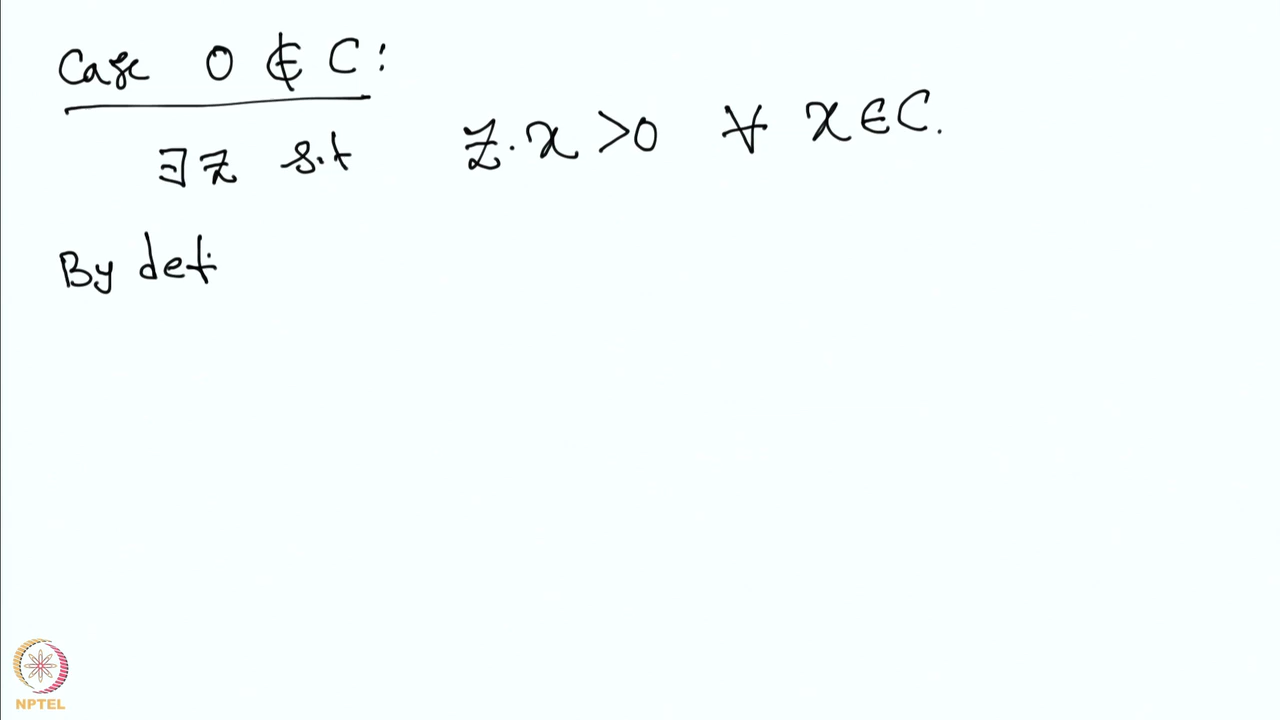 Case 0 ∉ C:
∃ z s.t z·x >0 ∀ x∈C.
By def
NPTEL